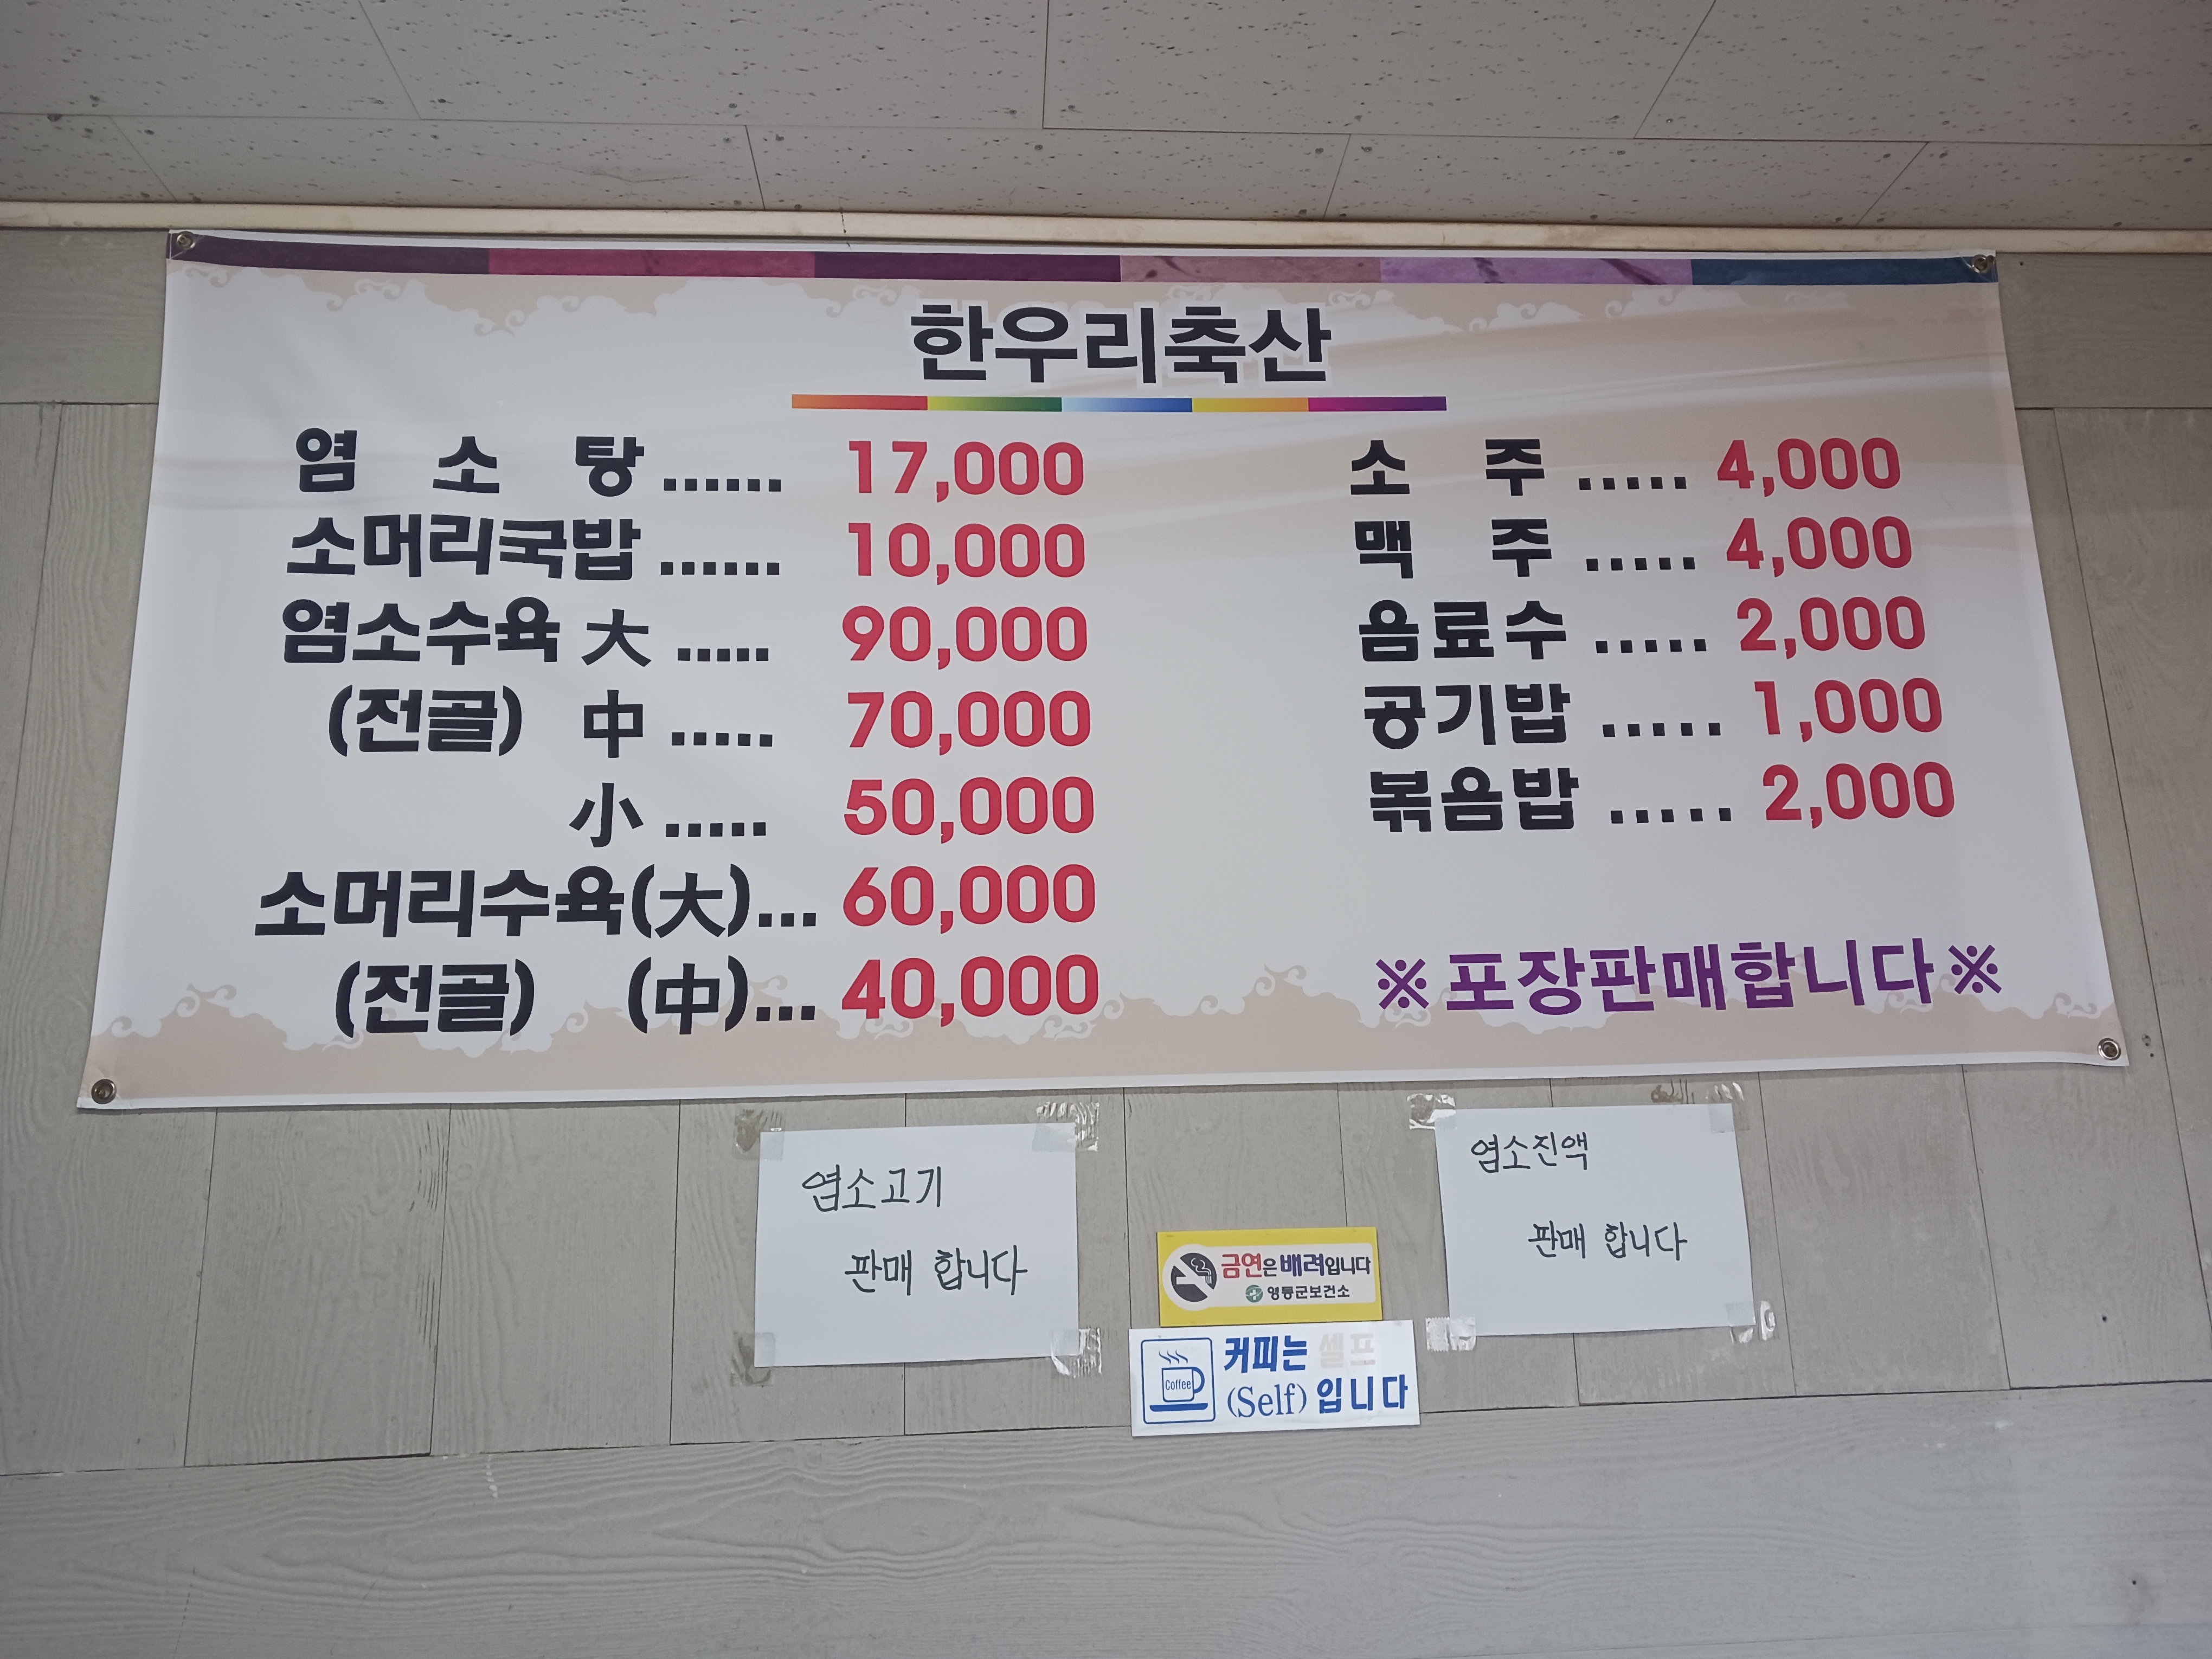 한우리축산
염 소 탕 ...... 17,000
소머리국밥 ...... 10,000
염소수육 大 ..... 90,000
(전골) 中 ..... 70,000
小 ..... 50,000
소머리수육(大)... 60,000
(전골) (中)... 40,000
소 주 ..... 4,000
맥 주 ..... 4,000
음료수 ..... 2,000
공기밥 ..... 1,000
볶음밥 ..... 2,000
※포장판매합니다※
염소고기
판매 합니다
금연은 배려입니다
영동군보건소
Coffee
커피는 셀프
(Self) 입니다
염소진액
판매 합니다